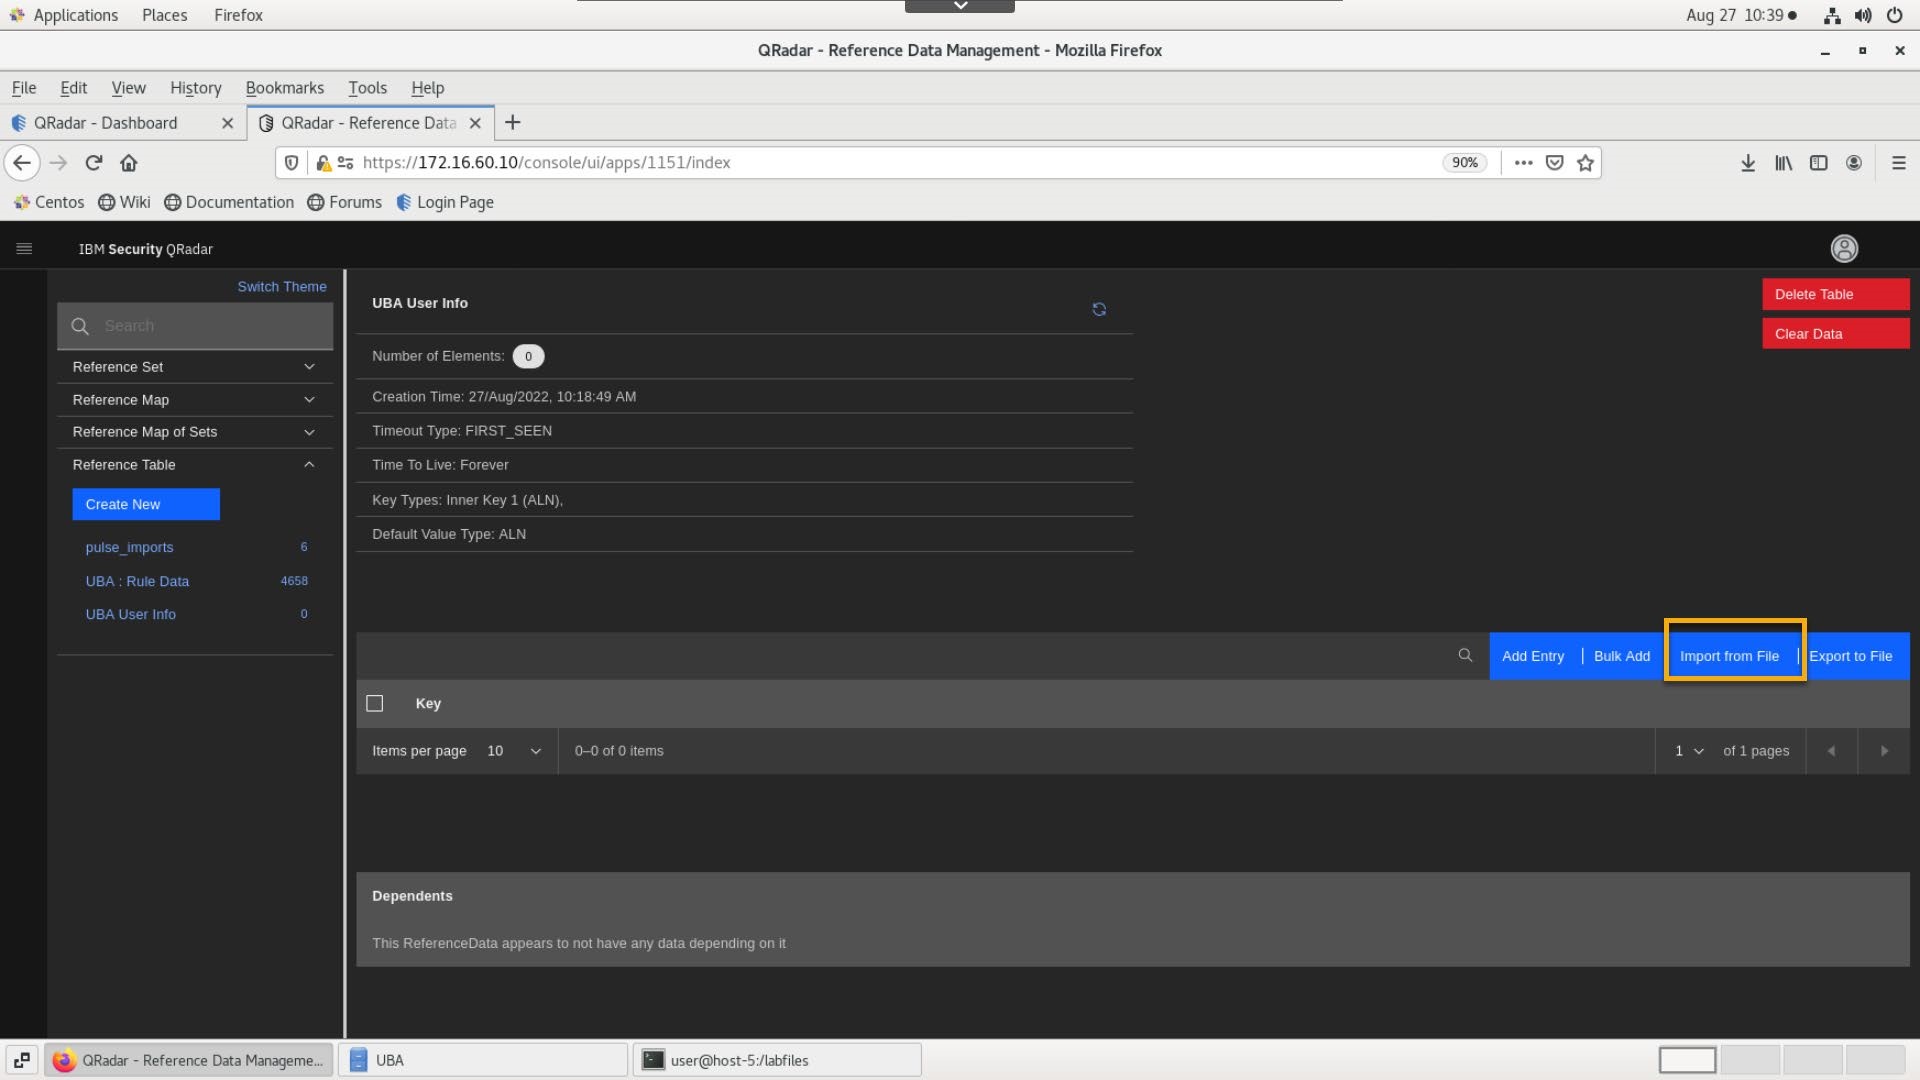 Applications Places Firefox Aug 27 10:39
QRadar - Reference Data Management - Mozilla Firefox
File Edit View History Bookmarks Tools Help
QRadar - Dashboard QRadar - Reference Data
https://172.16.60.10/console/ui/apps/1151/index 90%
Centos Wiki Documentation Forums Login Page
IBM Security QRadar
Switch Theme
Search
Reference Set
Reference Map
Reference Map of Sets
Reference Table
Create New
pulse_imports 6
UBA : Rule Data 4658
UBA User Info 0
UBA User Info
Number of Elements: 0
Creation Time: 27/Aug/2022, 10:18:49 AM
Timeout Type: FIRST_SEEN
Time To Live: Forever
Key Types: Inner Key 1 (ALN),
Default Value Type: ALN
Delete Table
Clear Data
Add Entry | Bulk Add Import from File | Export to File
Key
Items per page 10 0–0 of 0 items 1 of 1 pages
Dependents
This ReferenceData appears to not have any data depending on it
QRadar - Reference Data Manageme... UBA user@host-5:/labfiles